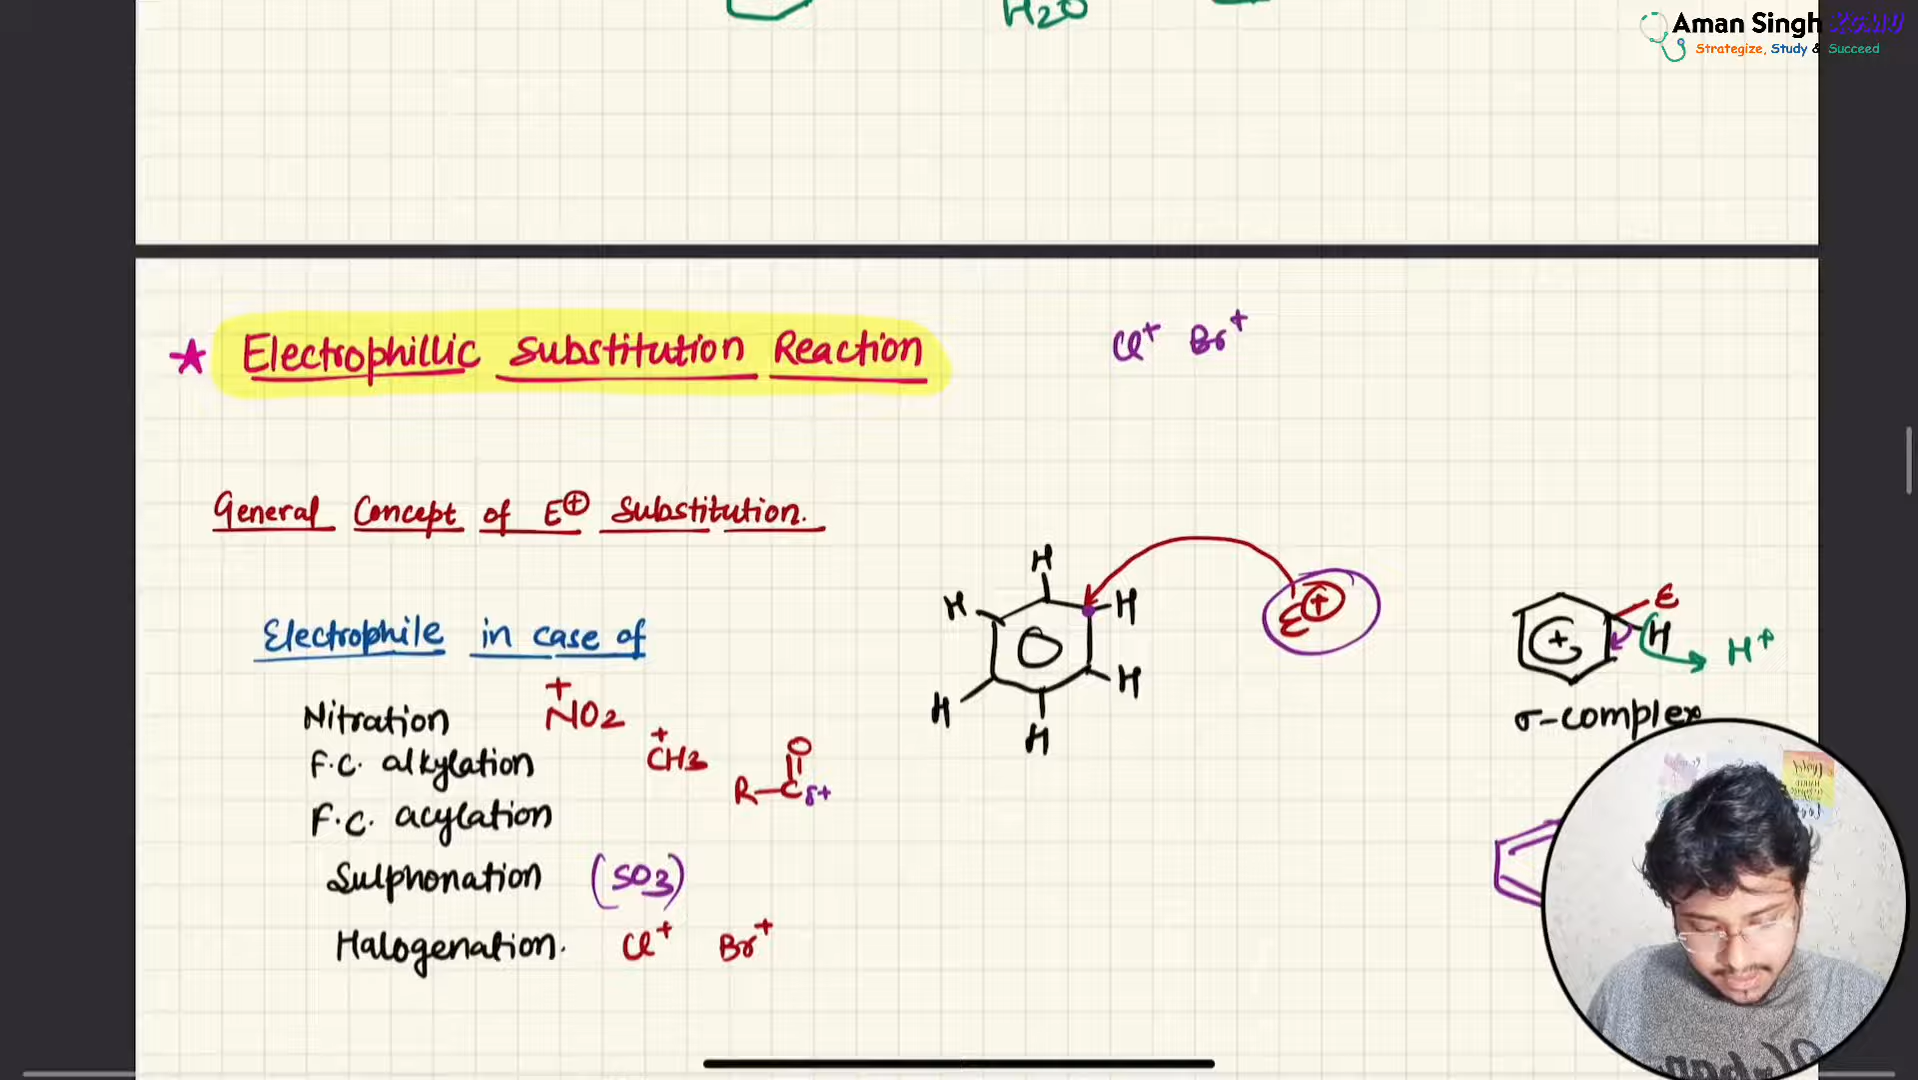 H2O
Aman Singh
Strategize, Study & Succeed
★ Electrophillic Substitution Reaction
Cl+ Br+
General Concept of E⊕ Substitution.
H
H
H
E⊕
H
H
H
E
H
H+
σ-complex
Electrophile in case of
Nitration +NO2
F.C. alkylation +CH3
O
R-C δ+
F.C. acylation
Sulphonation (SO3)
Halogenation. Cl+ Br+